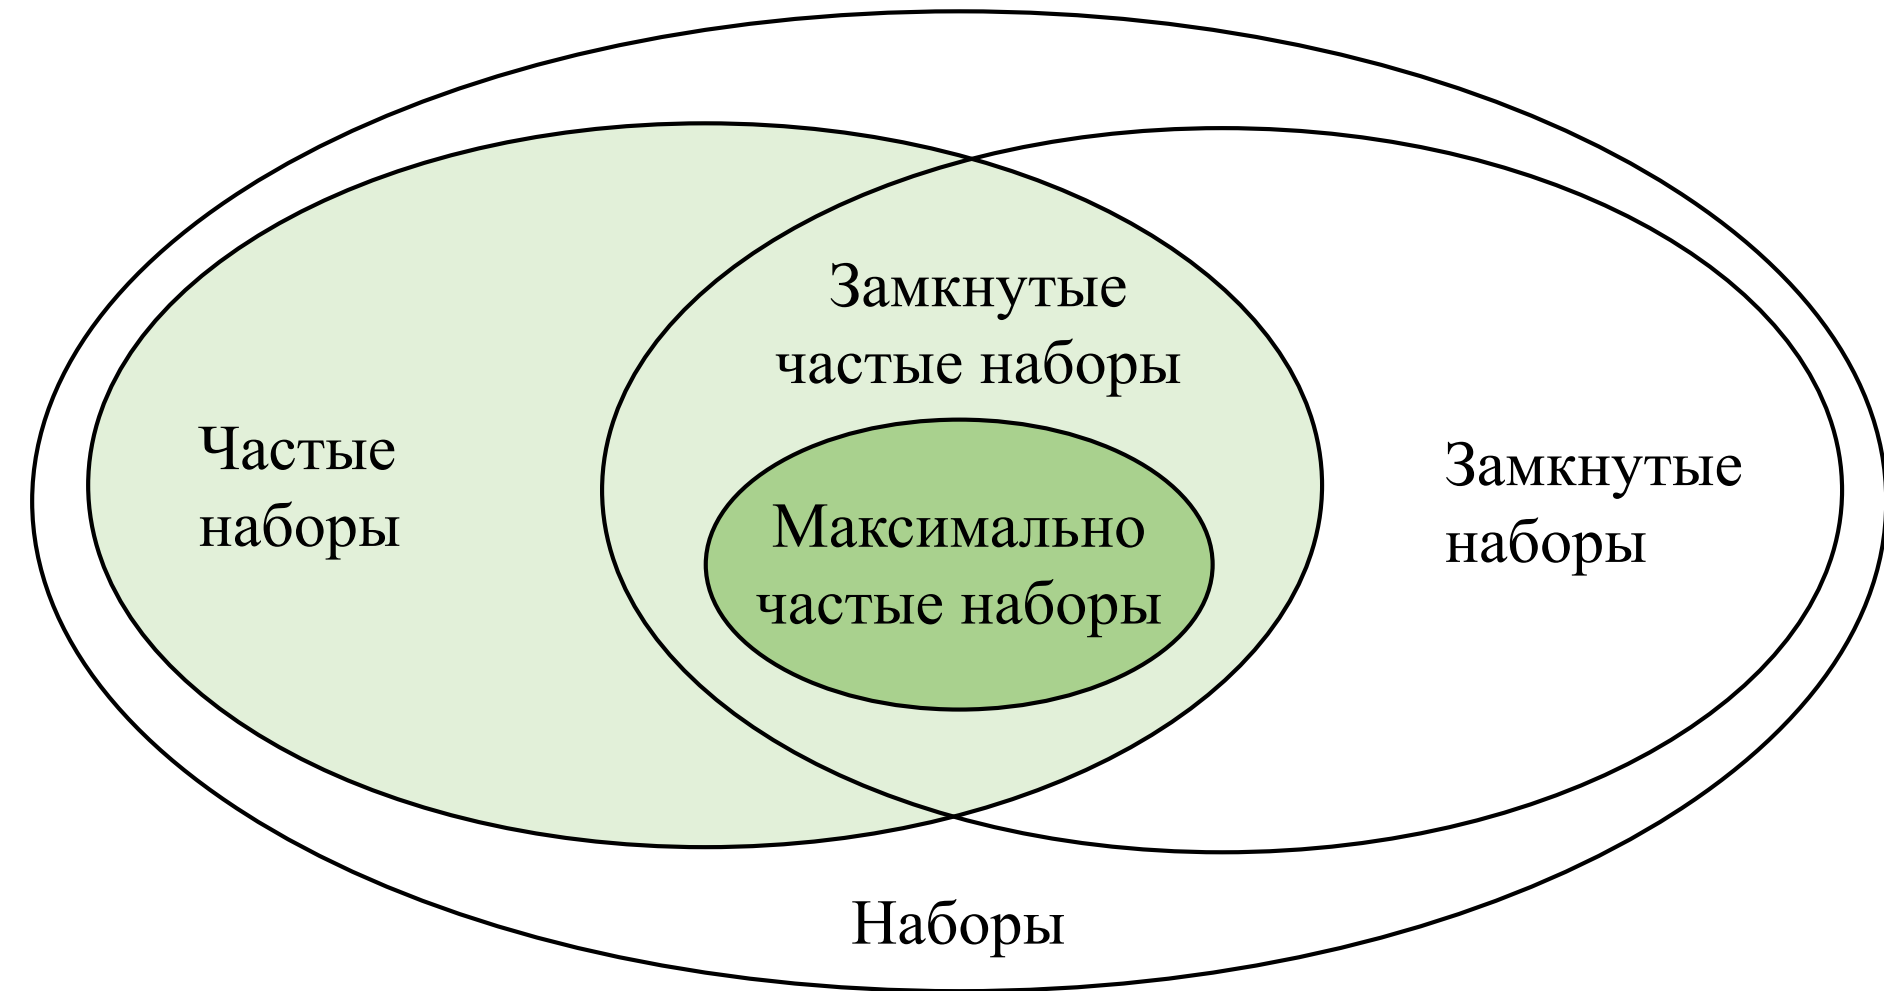 Замкнутые
частые наборы
Частые
наборы
Замкнутые
наборы
Максимально
частые наборы
Наборы